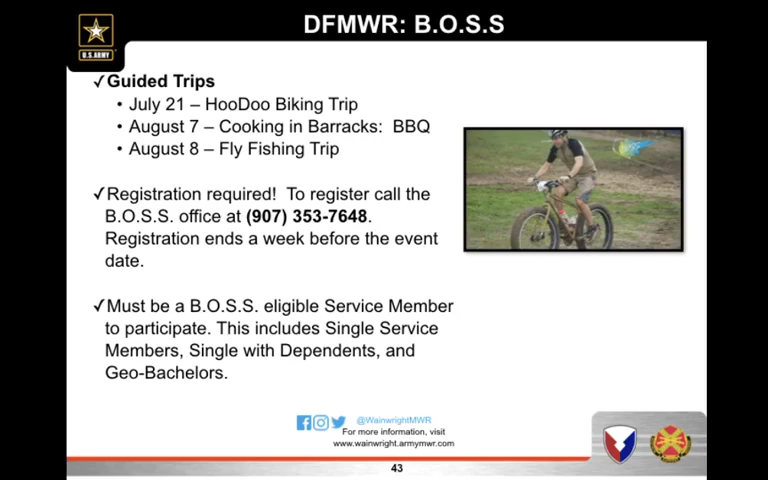 DFMWR: B.O.S.S
U.S.ARMY
✓Guided Trips
• July 21 – HooDoo Biking Trip
• August 7 – Cooking in Barracks:  BBQ
• August 8 – Fly Fishing Trip
✓Registration required!  To register call the
B.O.S.S. office at (907) 353-7648.
Registration ends a week before the event
date.
✓Must be a B.O.S.S. eligible Service Member
to participate. This includes Single Service
Members, Single with Dependents, and
Geo-Bachelors.
@WainwrightMWR
For more information, visit
www.wainwright.armymwr.com
43